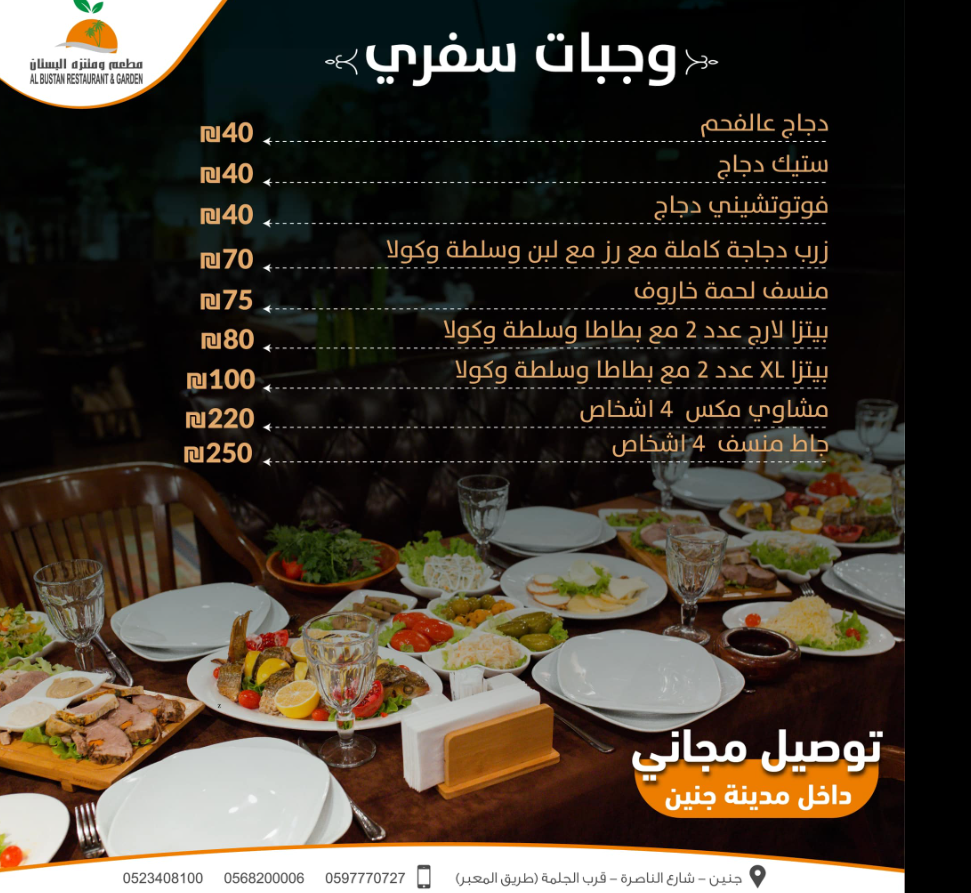 مطعم ومنتزه البستان
AL BUSTAN RESTAURANT & GARDEN
وجبات سفري
دجاج عالفحم ₪40
ستيك دجاج ₪40
فوتوتشيني دجاج ₪40
زرب دجاجة كاملة مع رز مع لبن وسلطة وكولا ₪70
منسف لحمة خاروف ₪75
بيتزا لارج عدد 2 مع بطاطا وسلطة وكولا ₪80
بيتزا XL عدد 2 مع بطاطا وسلطة وكولا ₪100
مشاوي مكس 4 اشخاص ₪220
جاط منسف 4 اشخاص ₪250
توصيل مجاني
داخل مدينة جنين
جنين – شارع الناصرة – قرب الجلمة (طريق المعبر) 0597770727 0568200006 0523408100